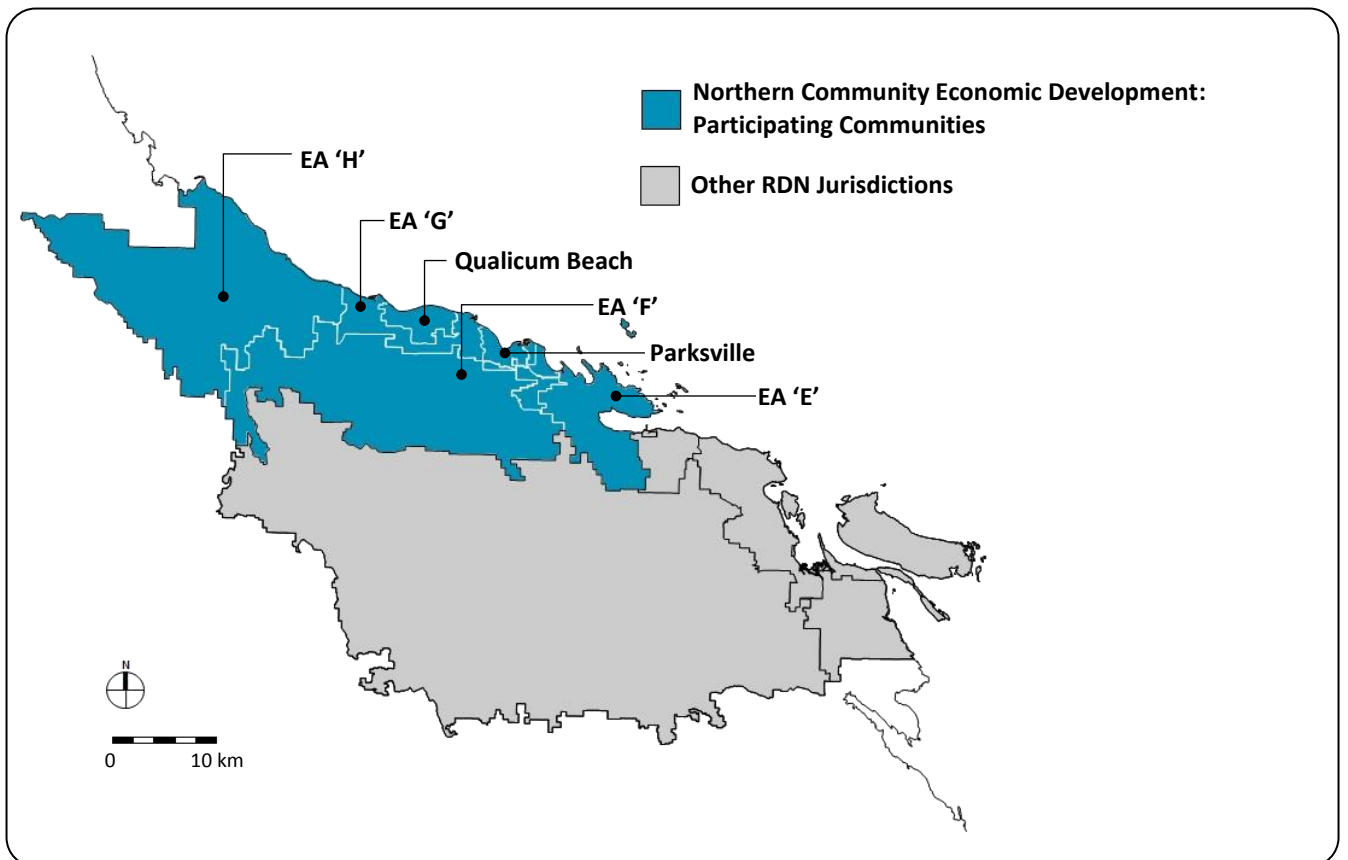 Northern Community Economic Development:
Participating Communities
EA ‘H’
Other RDN Jurisdictions
EA ‘G’
Qualicum Beach
EA ‘F’
Parksville
EA ‘E’
N
0 10 km